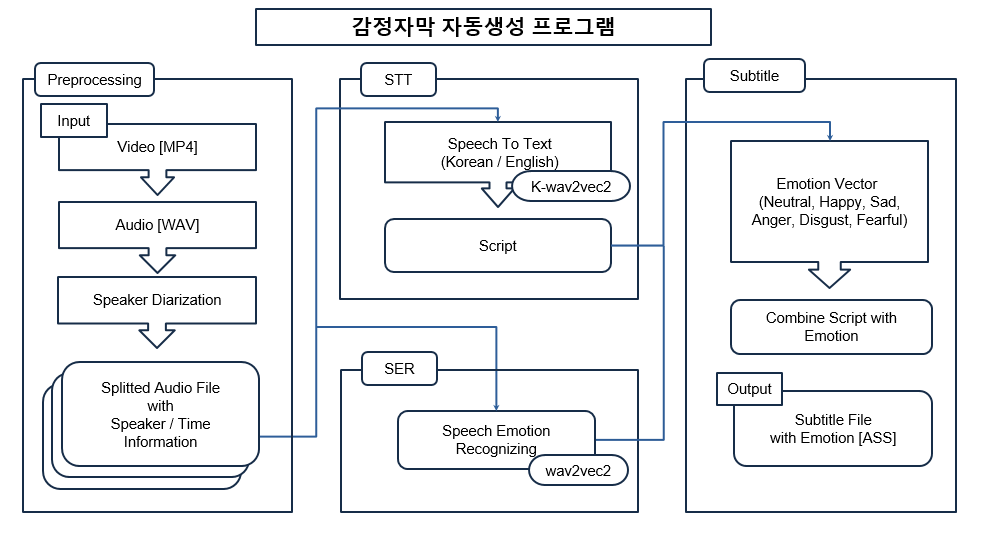 감정자막 자동생성 프로그램
Preprocessing
Input
Video [MP4]
Audio [WAV]
Speaker Diarization
Splitted Audio File
with
Speaker / Time
Information
STT
Speech To Text
(Korean / English)
K-wav2vec2
Script
SER
Speech Emotion
Recognizing
wav2vec2
Subtitle
Emotion Vector
(Neutral, Happy, Sad,
Anger, Disgust, Fearful)
Combine Script with
Emotion
Output
Subtitle File
with Emotion [ASS]